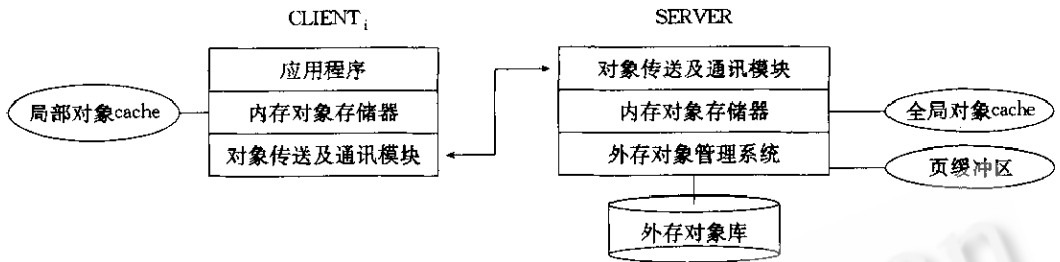 CLIENT i
SERVER
应用程序
内存对象存储器
对象传送及通讯模块
局部对象cache
对象传送及通讯模块
内存对象存储器
外存对象管理系统
全局对象cache
页缓冲区
外存对象库